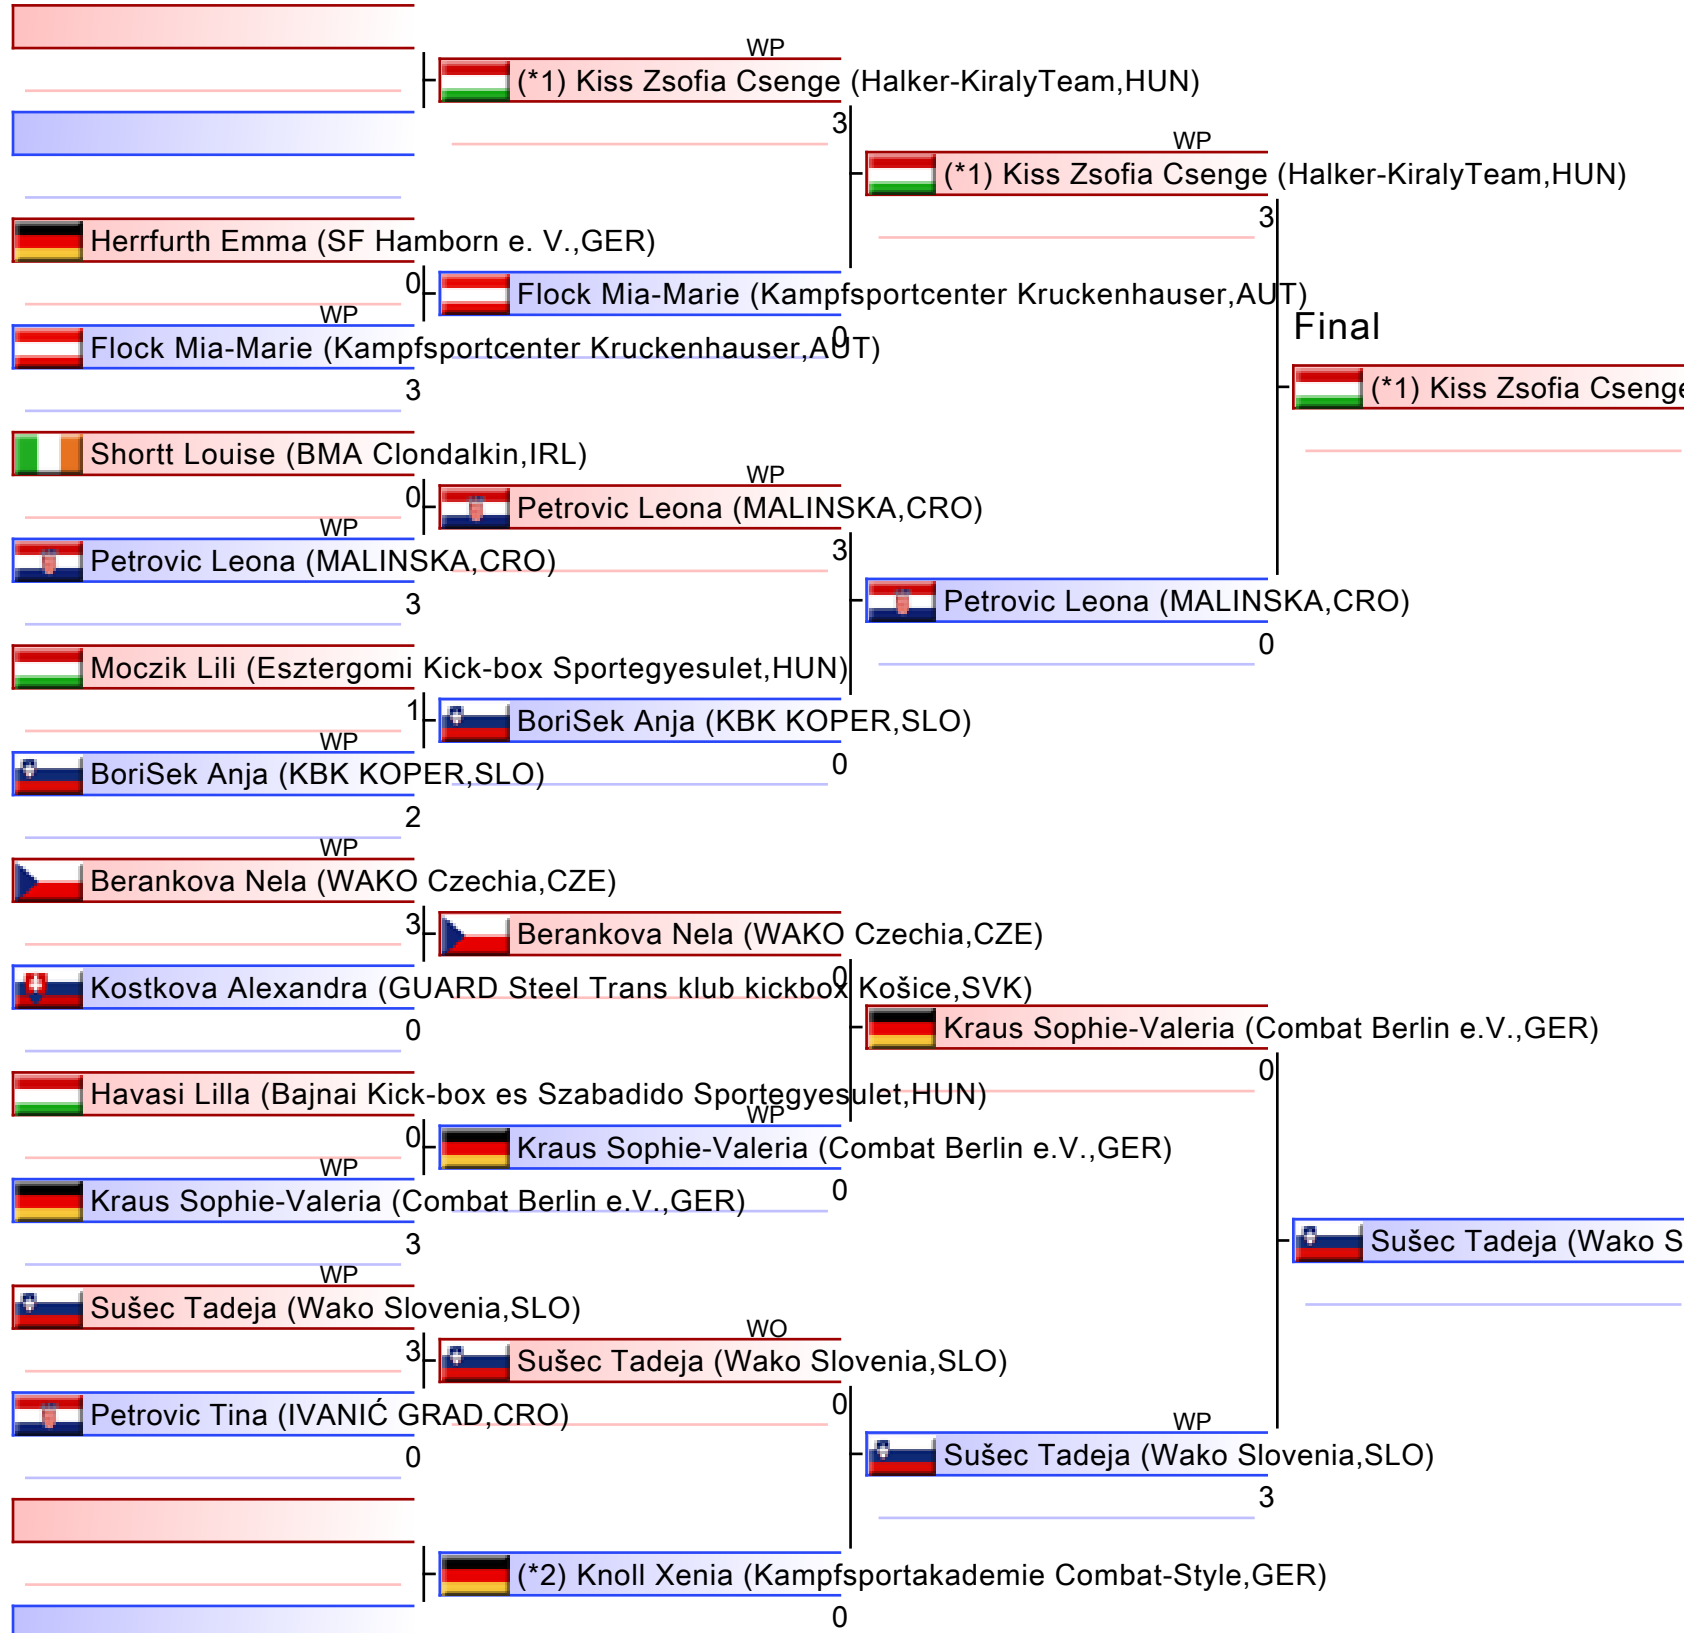 WP
(*1) Kiss Zsofia Csenge (Halker-KiralyTeam,HUN)
3
WP
(*1) Kiss Zsofia Csenge (Halker-KiralyTeam,HUN)
3
Herrfurth Emma (SF Hamborn e. V.,GER)
0
Flock Mia-Marie (Kampfsportcenter Kruckenhauser,AUT)
0
WP
Flock Mia-Marie (Kampfsportcenter Kruckenhauser,AUT)
3
Final
(*1) Kiss Zsofia Csenge
Shortt Louise (BMA Clondalkin,IRL)
0
WP
Petrovic Leona (MALINSKA,CRO)
3
WP
Petrovic Leona (MALINSKA,CRO)
3
Petrovic Leona (MALINSKA,CRO)
0
Moczik Lili (Esztergomi Kick-box Sportegyesulet,HUN)
1
BoriSek Anja (KBK KOPER,SLO)
0
WP
BoriSek Anja (KBK KOPER,SLO)
2
WP
Berankova Nela (WAKO Czechia,CZE)
3
Berankova Nela (WAKO Czechia,CZE)
0
Kostkova Alexandra (GUARD Steel Trans klub kickbox Košice,SVK)
0
Kraus Sophie-Valeria (Combat Berlin e.V.,GER)
0
Havasi Lilla (Bajnai Kick-box es Szabadido Sportegyesulet,HUN)
0
WP
Kraus Sophie-Valeria (Combat Berlin e.V.,GER)
0
WP
Kraus Sophie-Valeria (Combat Berlin e.V.,GER)
3
Sušec Tadeja (Wako S
WP
Sušec Tadeja (Wako Slovenia,SLO)
3
WO
Sušec Tadeja (Wako Slovenia,SLO)
0
Petrovic Tina (IVANIĆ GRAD,CRO)
0
WP
Sušec Tadeja (Wako Slovenia,SLO)
3
(*2) Knoll Xenia (Kampfsportakademie Combat-Style,GER)
0